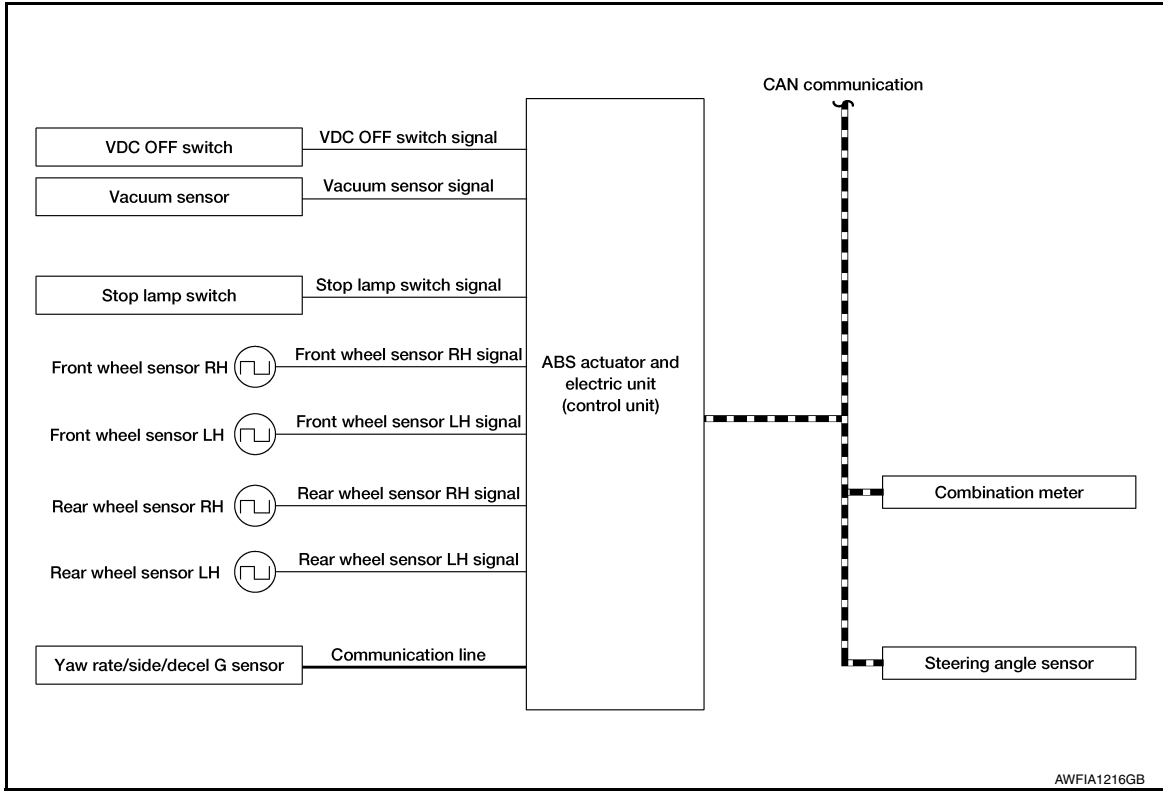 CAN communication
VDC OFF switch
VDC OFF switch signal
Vacuum sensor
Vacuum sensor signal
Stop lamp switch
Stop lamp switch signal
Front wheel sensor RH
Front wheel sensor RH signal
Front wheel sensor LH
Front wheel sensor LH signal
Rear wheel sensor RH
Rear wheel sensor RH signal
Rear wheel sensor LH
Rear wheel sensor LH signal
Yaw rate/side/decel G sensor
Communication line
ABS actuator and
electric unit
(control unit)
Combination meter
Steering angle sensor
AWFIA1216GB